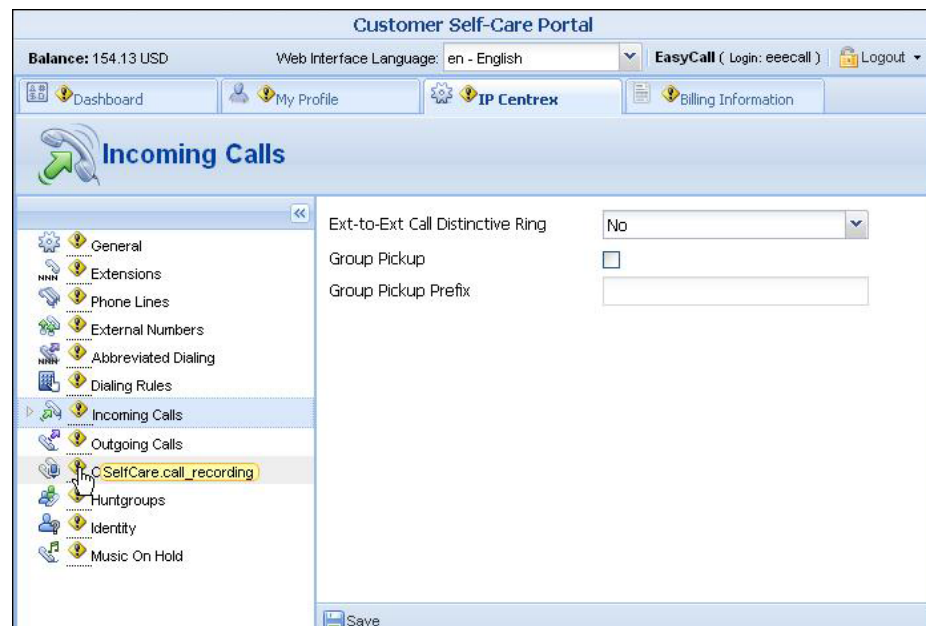 Customer Self-Care Portal
Balance: 154.13 USD Web Interface Language: en - English EasyCall ( Login: eeecall ) Logout
Dashboard My Profile IP Centrex Billing Information
Incoming Calls
General
NNN Extensions
Phone Lines
External Numbers
NNN Abbreviated Dialing
Dialing Rules
Incoming Calls
Outgoing Calls
C SelfCare.call_recording
Huntgroups
Identity
Music On Hold
Ext-to-Ext Call Distinctive Ring No
Group Pickup
Group Pickup Prefix
Save